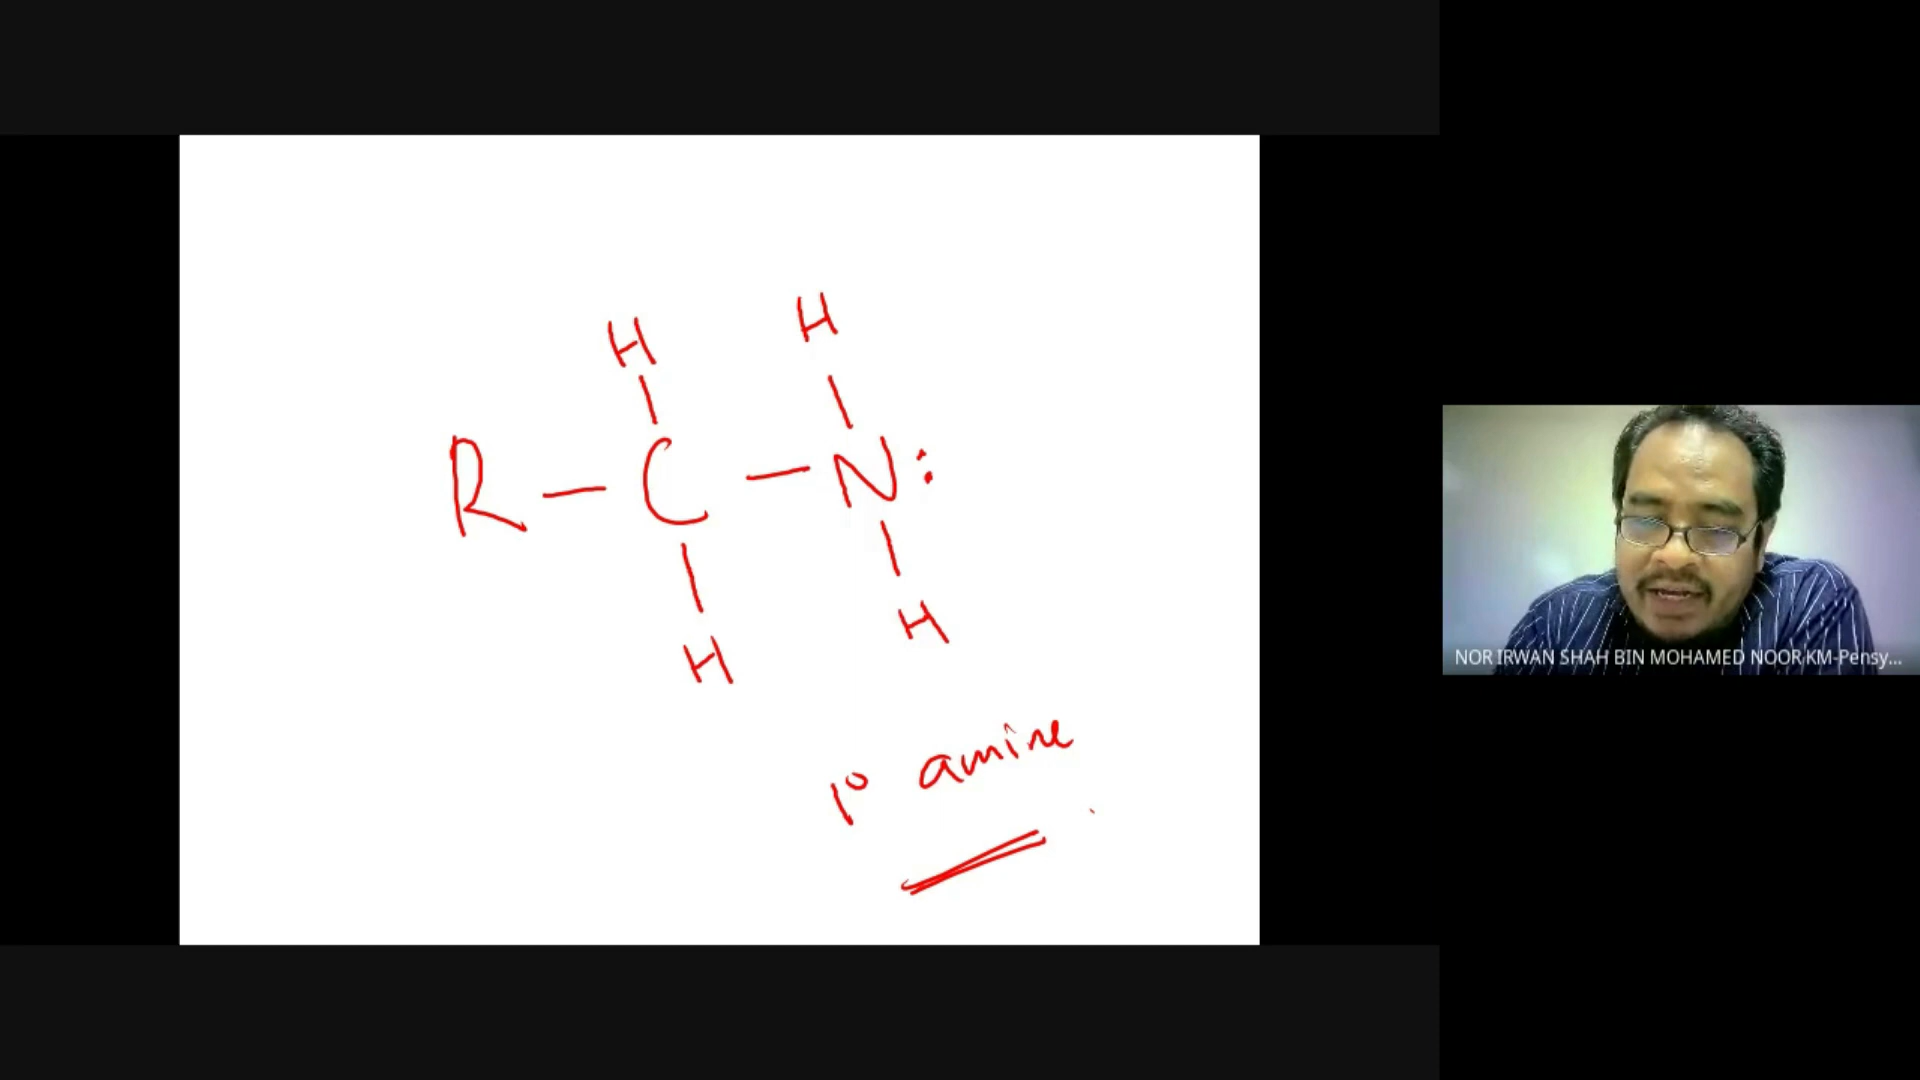 H H
R - C - N:
H H
1° amine
NOR IRWAN SHAH BIN MOHAMED NOOR KM-Pensy...